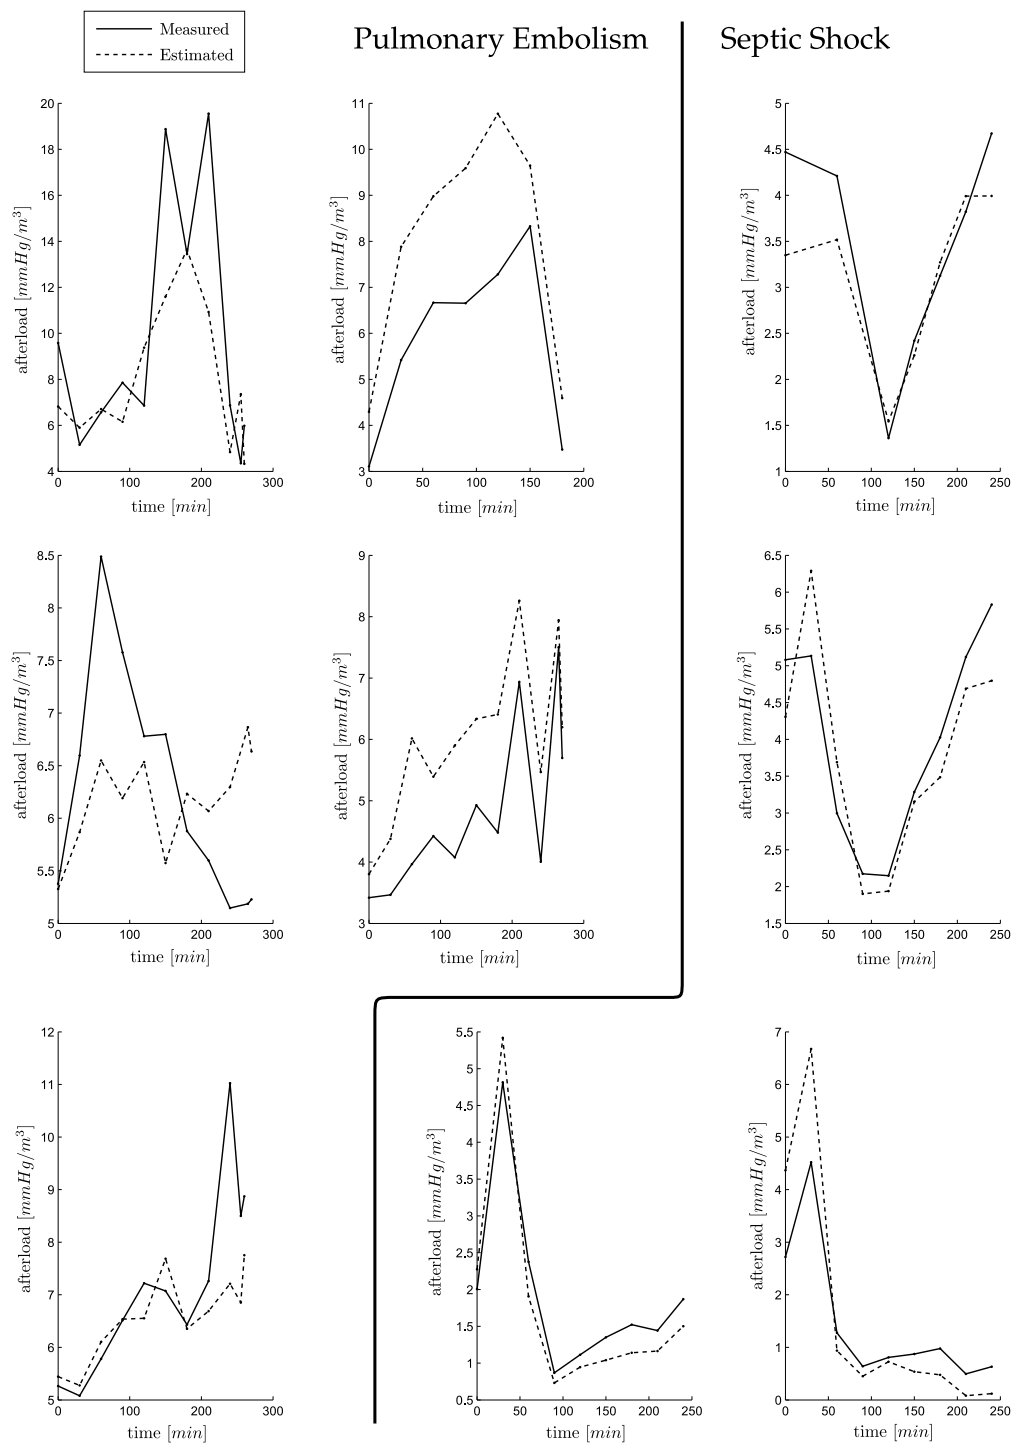 Measured
Estimated
Pulmonary Embolism
Septic Shock
20
18
16
14
12
10
8
6
4
0 100 200 300
afterload [mmHg/m³]
time [min]
11
10
9
8
7
6
5
4
3
0 50 100 150 200
afterload [mmHg/m³]
time [min]
5
4.5
4
3.5
3
2.5
2
1.5
1
0 50 100 150 200 250
afterload [mmHg/m³]
time [min]
8.5
8
7.5
7
6.5
6
5.5
5
0 100 200 300
afterload [mmHg/m³]
time [min]
9
8
7
6
5
4
3
0 100 200 300
afterload [mmHg/m³]
time [min]
6.5
6
5.5
5
4.5
4
3.5
3
2.5
2
1.5
0 50 100 150 200 250
afterload [mmHg/m³]
time [min]
12
11
10
9
8
7
6
5
0 100 200 300
afterload [mmHg/m³]
time [min]
5.5
5
4.5
4
3.5
3
2.5
2
1.5
1
0.5
0 50 100 150 200 250
afterload [mmHg/m³]
time [min]
7
6
5
4
3
2
1
0
0 50 100 150 200 250
afterload [mmHg/m³]
time [min]